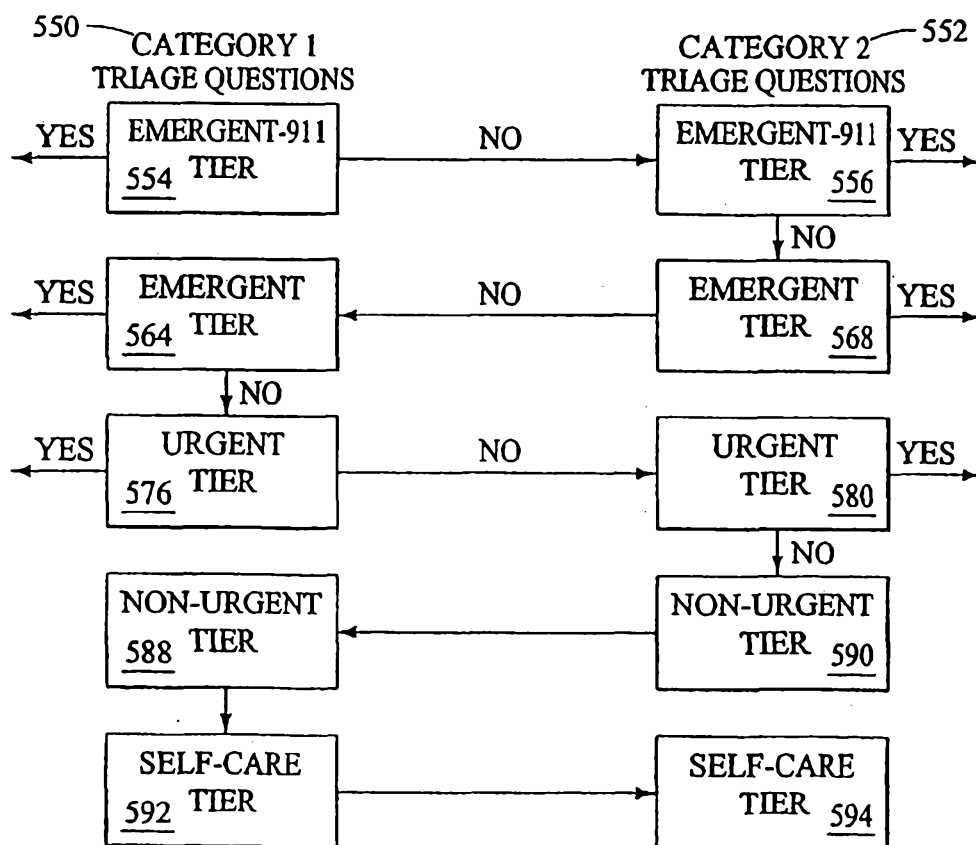 550
CATEGORY 1
TRIAGE QUESTIONS
552
CATEGORY 2
TRIAGE QUESTIONS
YES
EMERGENT-911
TIER
554
NO
EMERGENT-911
TIER
556
YES
NO
YES
EMERGENT
TIER
564
NO
EMERGENT
TIER
568
YES
NO
YES
URGENT
TIER
576
NO
URGENT
TIER
580
YES
NO
NON-URGENT
TIER
588
NON-URGENT
TIER
590
SELF-CARE
TIER
592
SELF-CARE
TIER
594